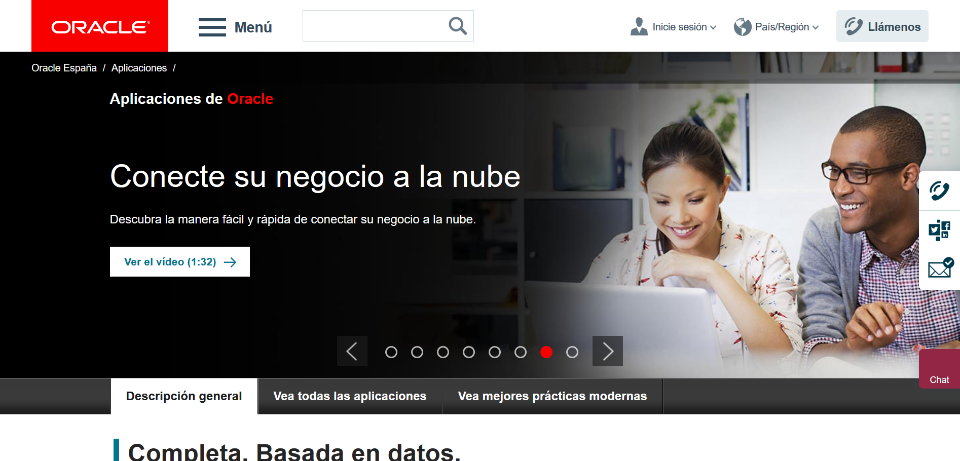 ORACLE
Menú
Inicie sesión
País/Región
Llámenos
Oracle España / Aplicaciones /
Aplicaciones de Oracle
Conecte su negocio a la nube
Descubra la manera fácil y rápida de conectar su negocio a la nube.
Ver el vídeo (1:32)
Chat
Descripción general
Vea todas las aplicaciones
Vea mejores prácticas modernas
Completa. Basada en datos.